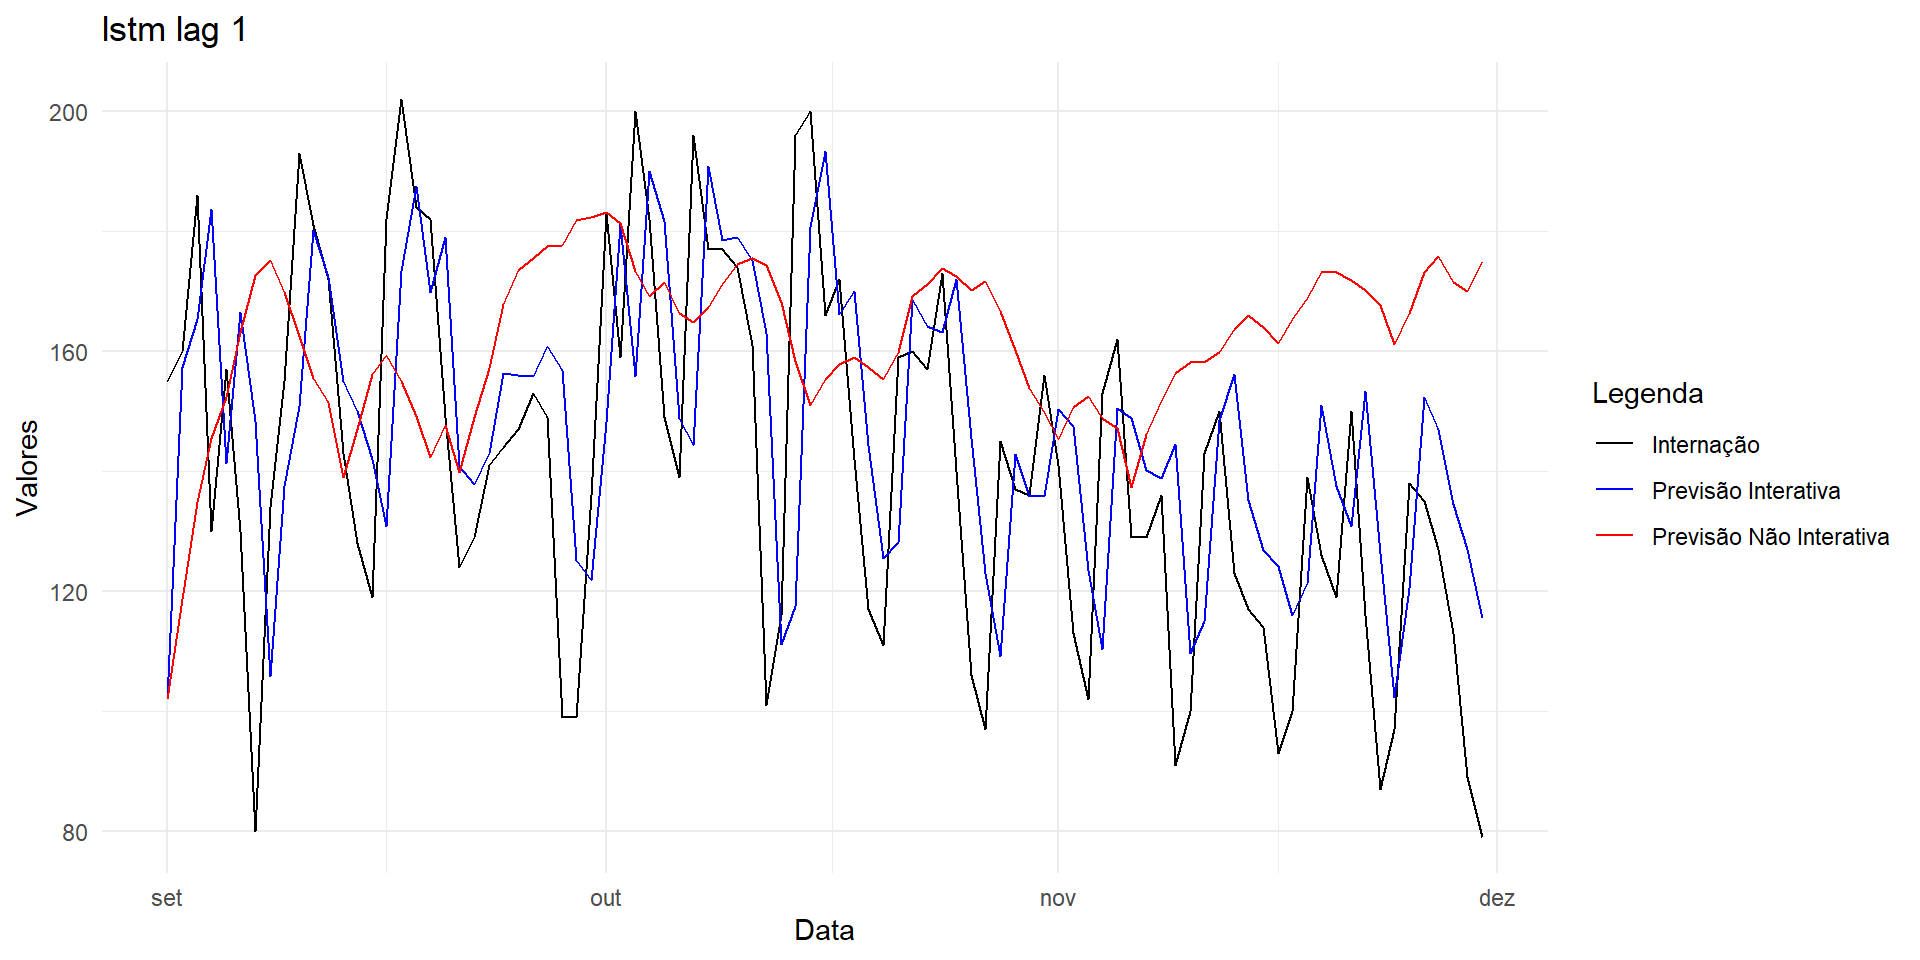 lstm lag 1
Valores
200
160
120
80
set
out
nov
dez
Data
Legenda
Internação
Previsão Interativa
Previsão Não Interativa